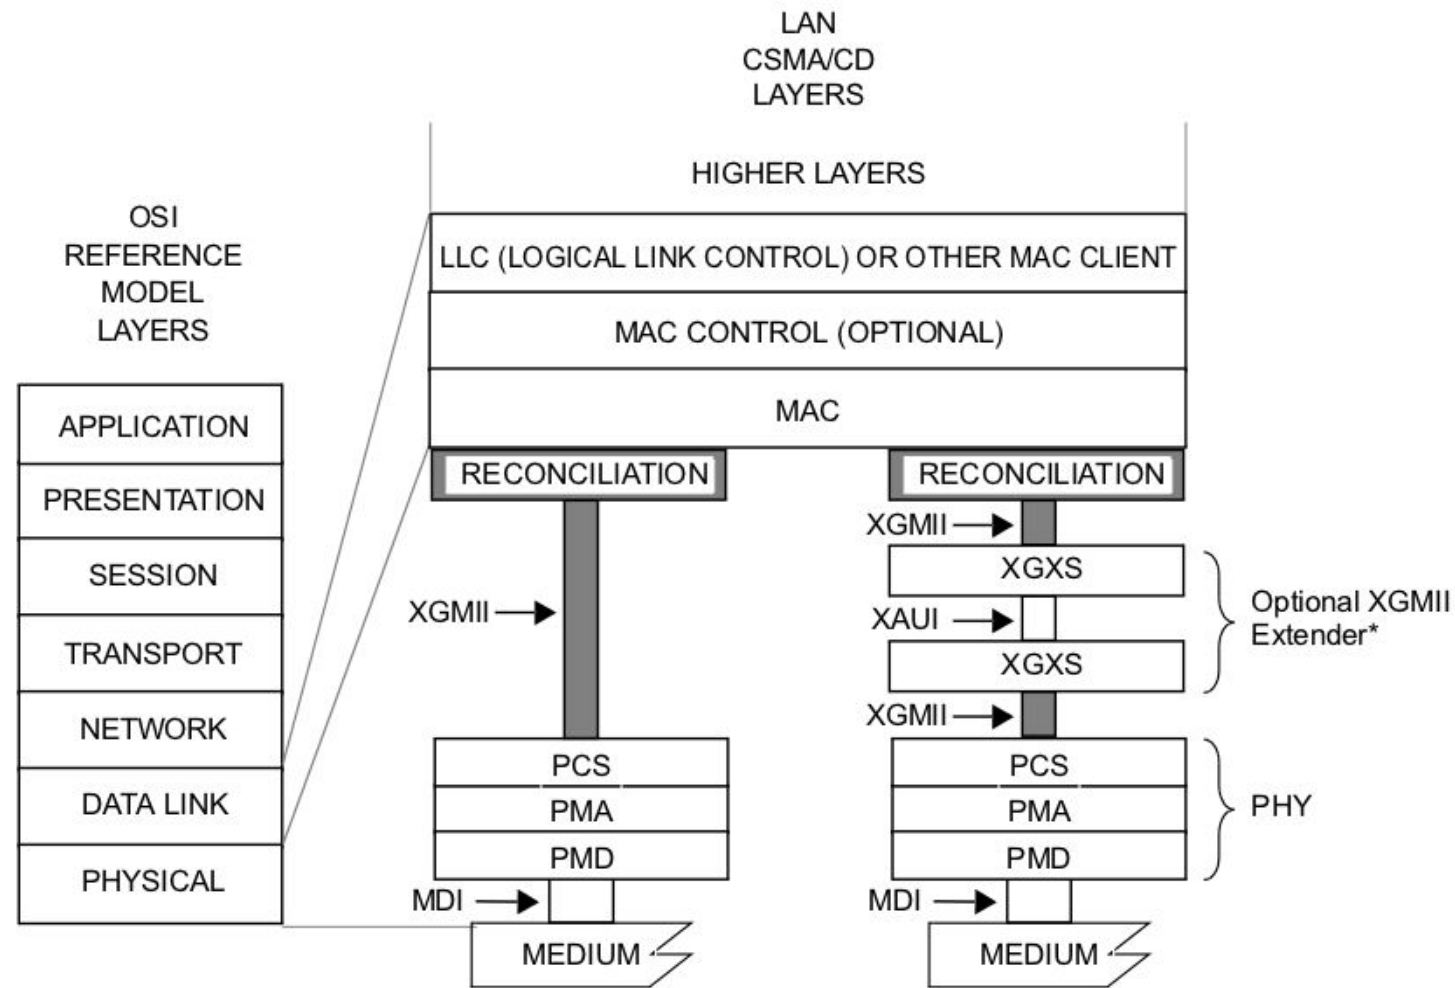 LAN
CSMA/CD
LAYERS
HIGHER LAYERS
OSI
REFERENCE
MODEL
LAYERS
APPLICATION
PRESENTATION
SESSION
TRANSPORT
NETWORK
DATA LINK
PHYSICAL
LLC (LOGICAL LINK CONTROL) OR OTHER MAC CLIENT
MAC CONTROL (OPTIONAL)
MAC
RECONCILIATION
XGMII
PCS
PMA
PMD
MDI
MEDIUM
RECONCILIATION
XGMII
XGXS
XAUI
XGXS
XGMII
Optional XGMII
Extender*
PCS
PMA
PMD
PHY
MDI
MEDIUM